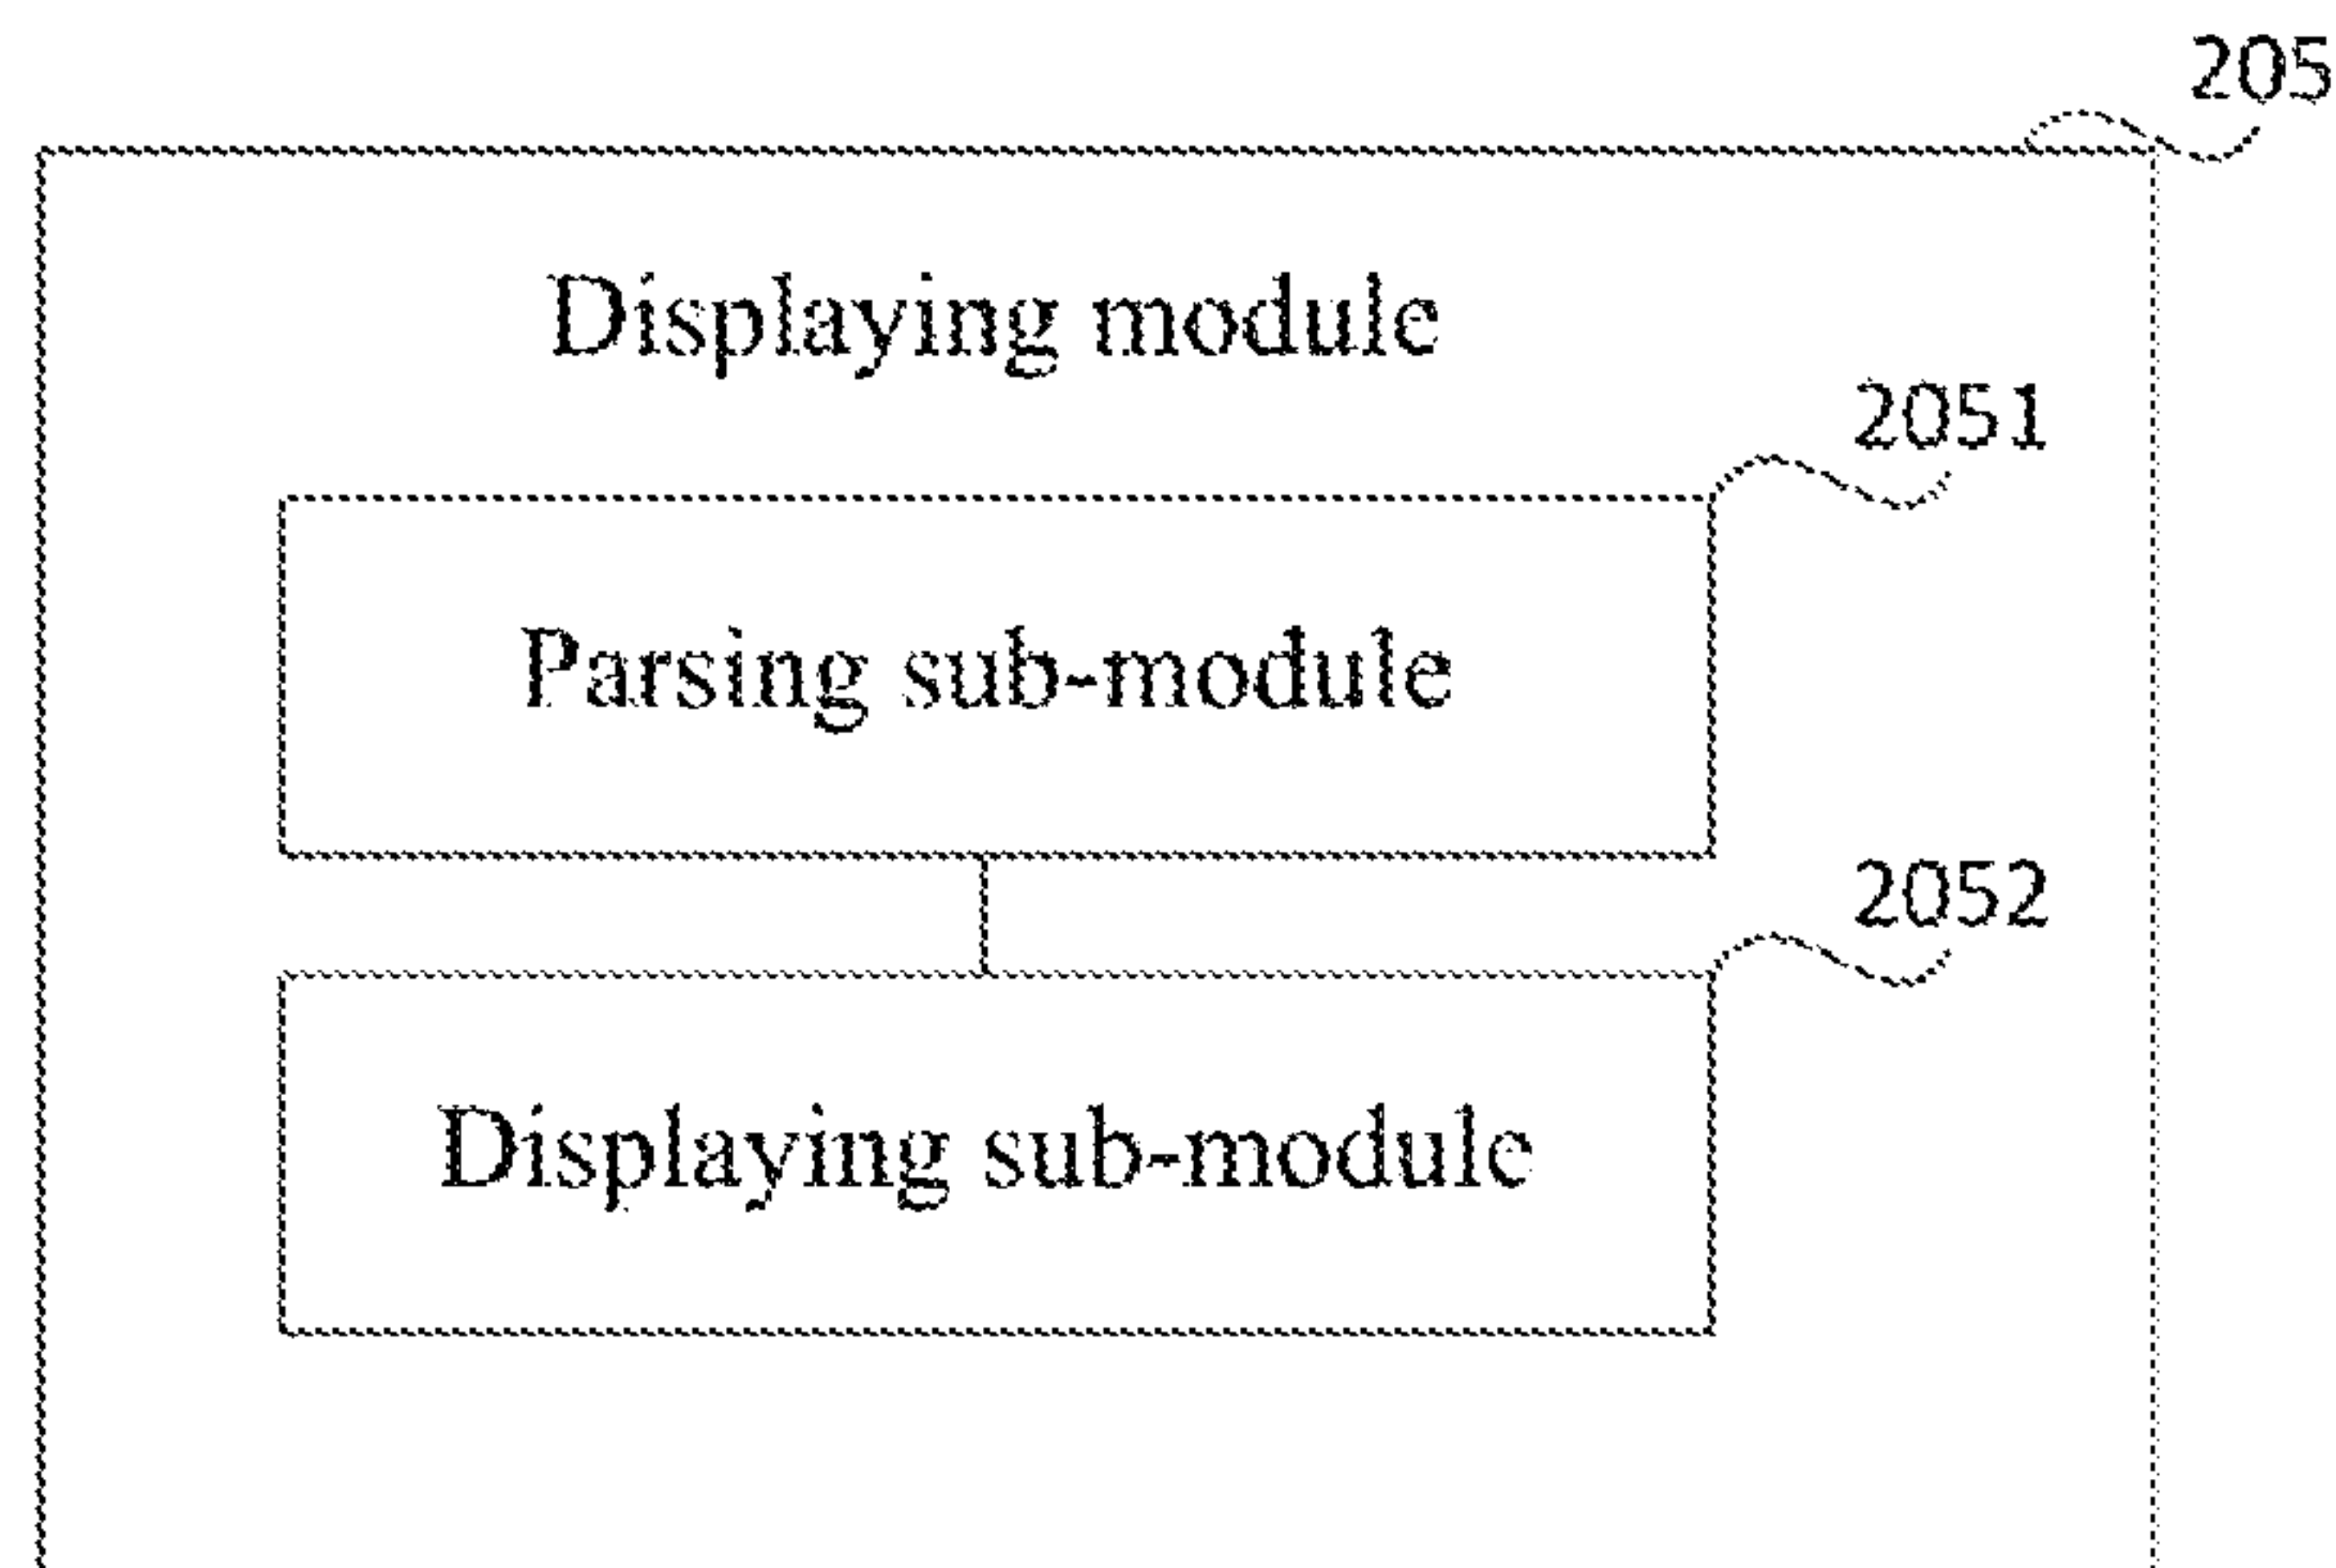 205
Displaying module
2051
Parsing sub-module
2052
Displaying sub-module